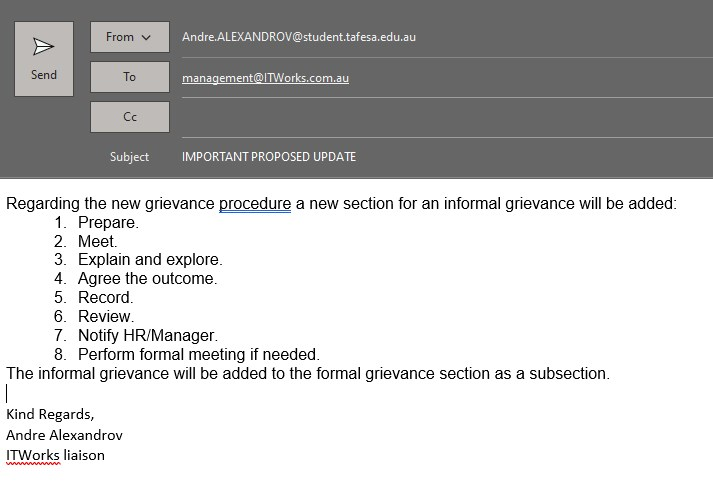 From
Andre.ALEXANDROV@student.tafesa.edu.au
Send
To
management@ITWorks.com.au
Cc
Subject
IMPORTANT PROPOSED UPDATE
Regarding the new grievance procedure a new section for an informal grievance will be added:
1. Prepare.
2. Meet.
3. Explain and explore.
4. Agree the outcome.
5. Record.
6. Review.
7. Notify HR/Manager.
8. Perform formal meeting if needed.
The informal grievance will be added to the formal grievance section as a subsection.
Kind Regards,
Andre Alexandrov
ITWorks liaison